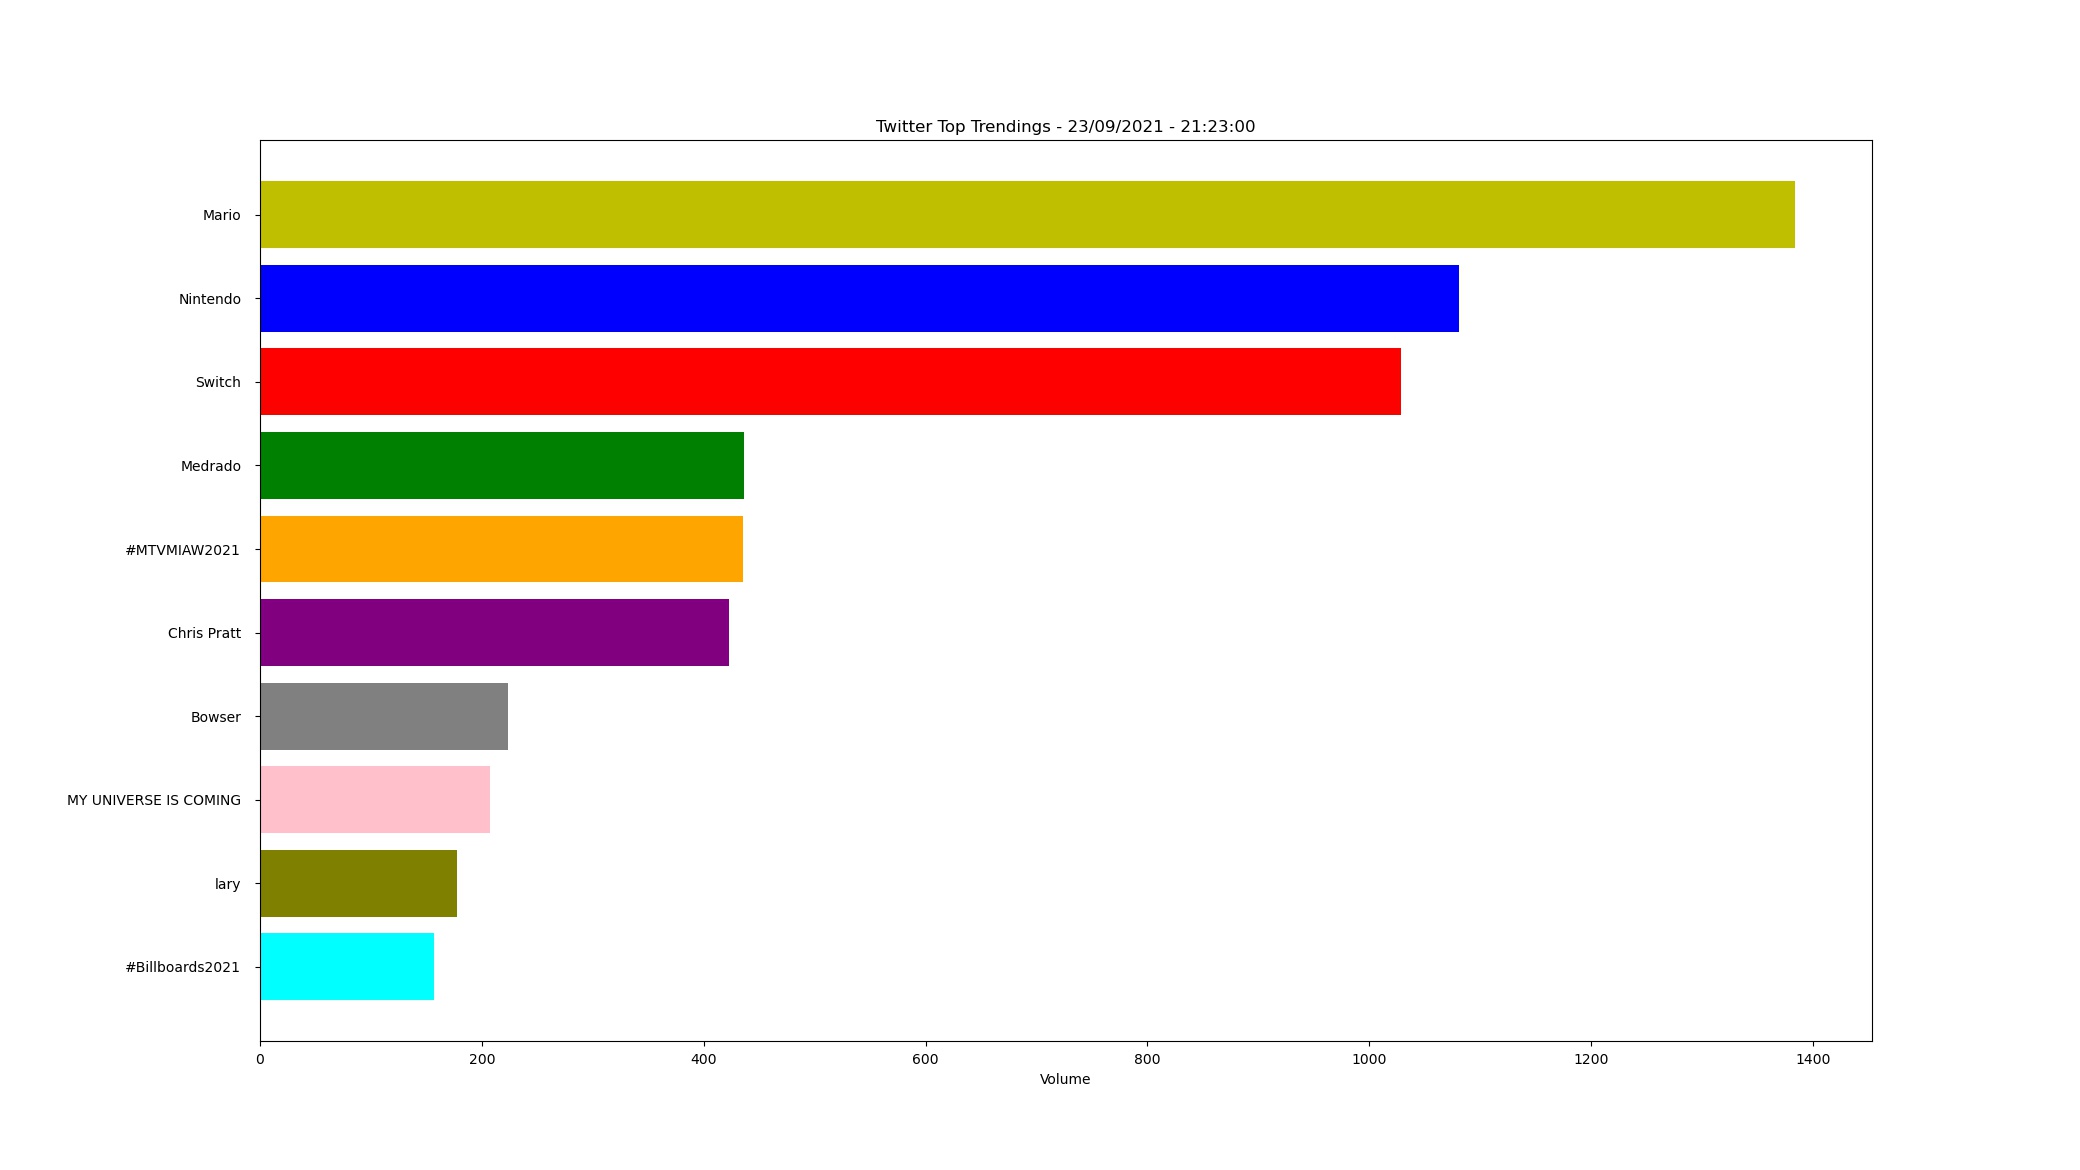 Twitter Top Trendings - 23/09/2021 - 21:23:00
Mario
Nintendo
Switch
Medrado
#MTVMIAW2021
Chris Pratt
Bowser
MY UNIVERSE IS COMING
lary
#Billboards2021
0 200 400 600 800 1000 1200 1400
Volume